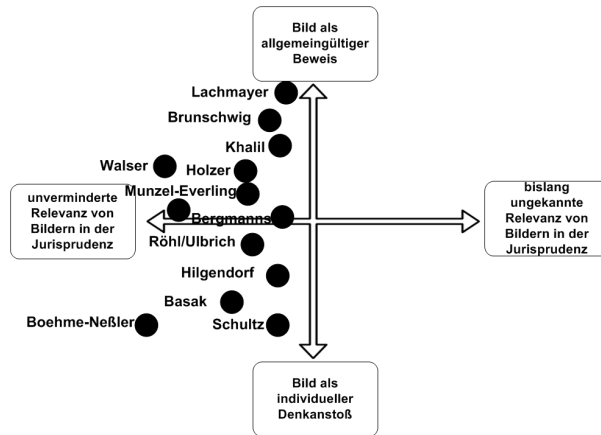 Bild als
allgemeingültiger
Beweis
Lachmayer
Brunschwig
Khalil
Walser
Holzer
Munzel-Everling
unverminderte
Relevanz von
Bildern in der
Jurisprudenz
bislang
ungekannte
Relevanz von
Bildern in der
Jurisprudenz
Bergmanns
Röhl/Ulbrich
Hilgendorf
Basak
Boehme-Neßler
Schultz
Bild als
individueller
Denkanstoß